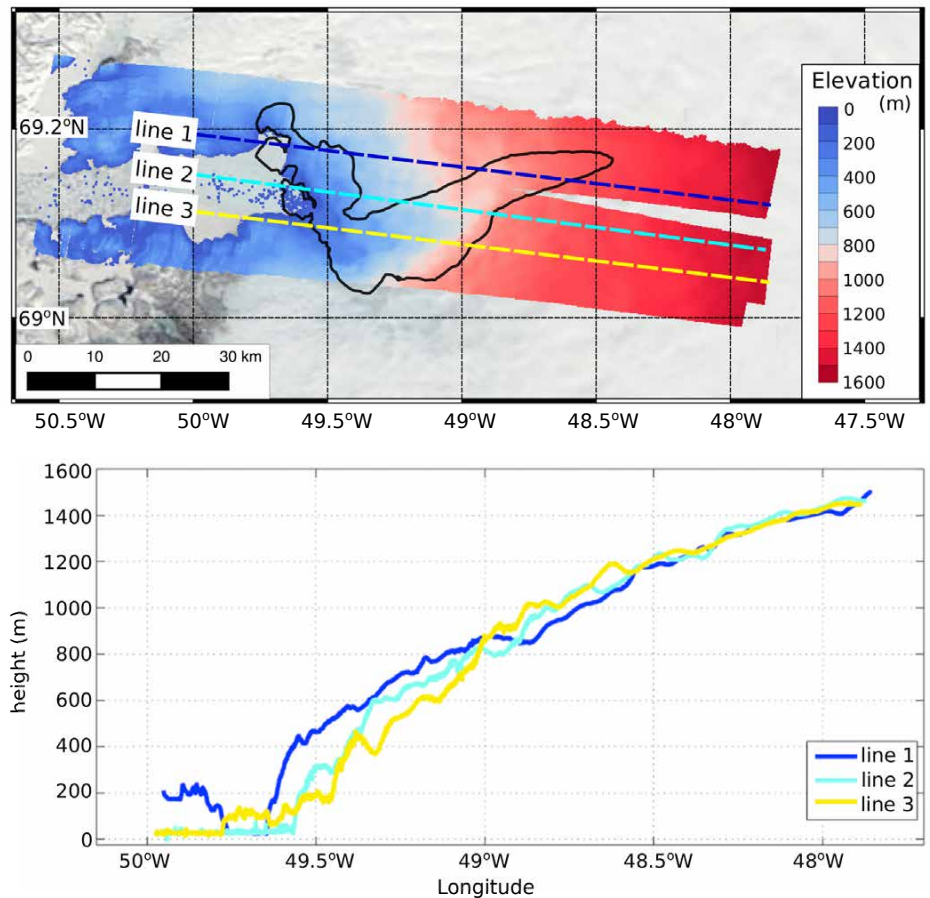 Elevation
(m)
0
200
400
600
800
1000
1200
1400
1600
69.2°N
69°N
line 1
line 2
line 3
0 10 20 30 km
50.5°W 50°W 49.5°W 49°W 48.5°W 48°W 47.5°W
1600
1400
1200
1000
800
600
400
200
0
height (m)
line 1
line 2
line 3
50°W 49.5°W 49°W 48.5°W 48°W
Longitude